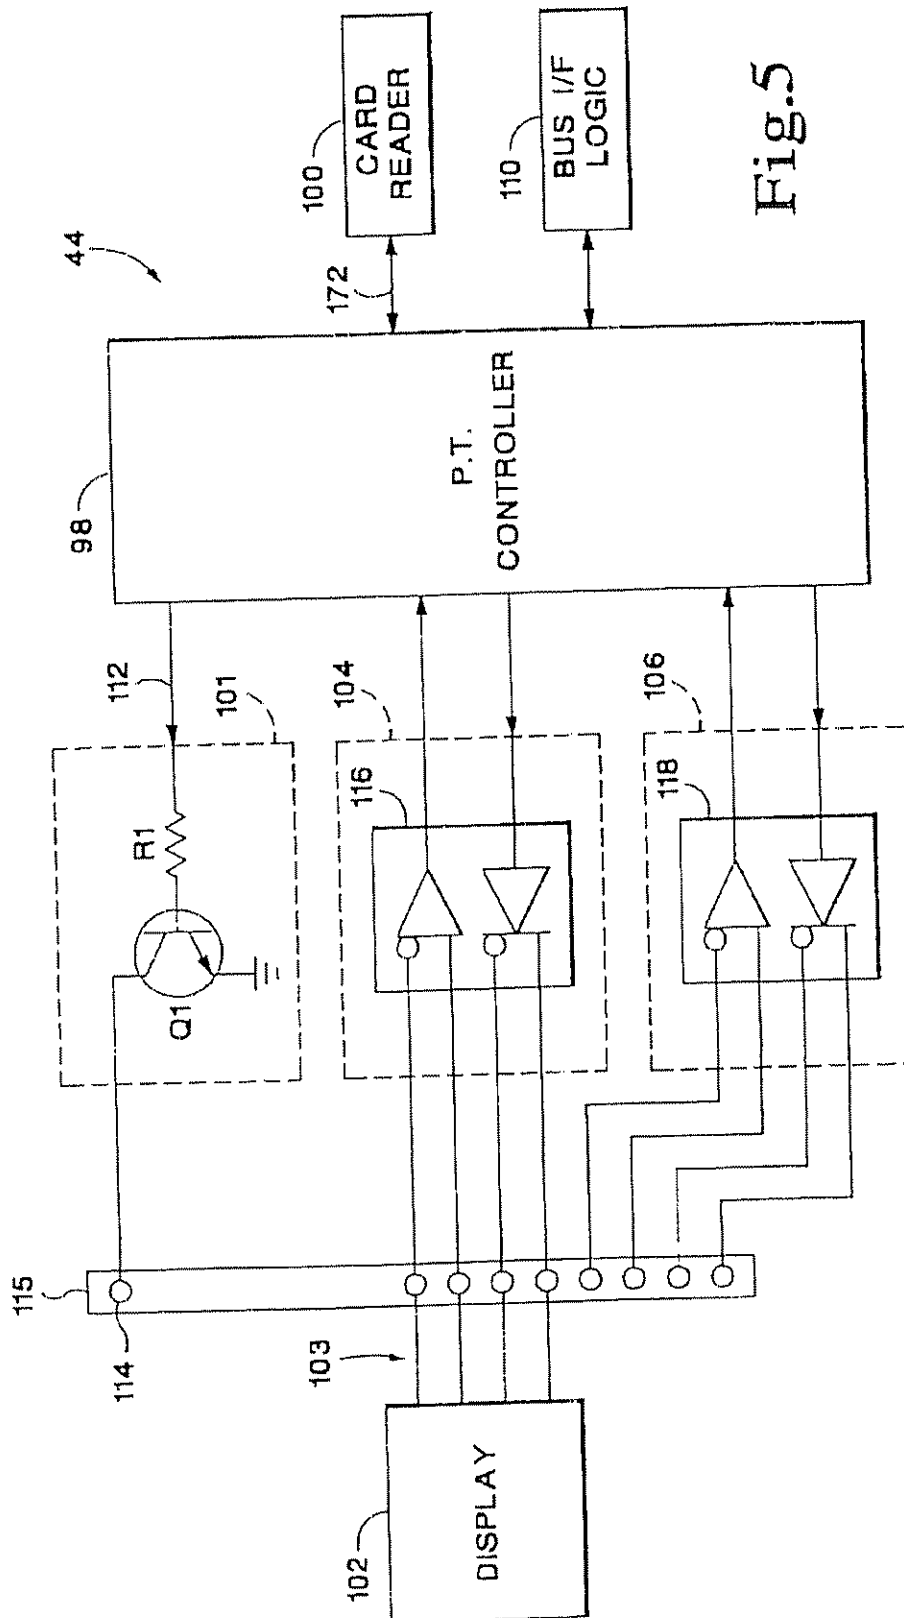 44
98
P.T.
CONTROLLER
172
100
CARD
READER
110
BUS I/F
LOGIC
112
101
R1
Q1
104
116
106
118
115
114
103
102
DISPLAY
Fig.5